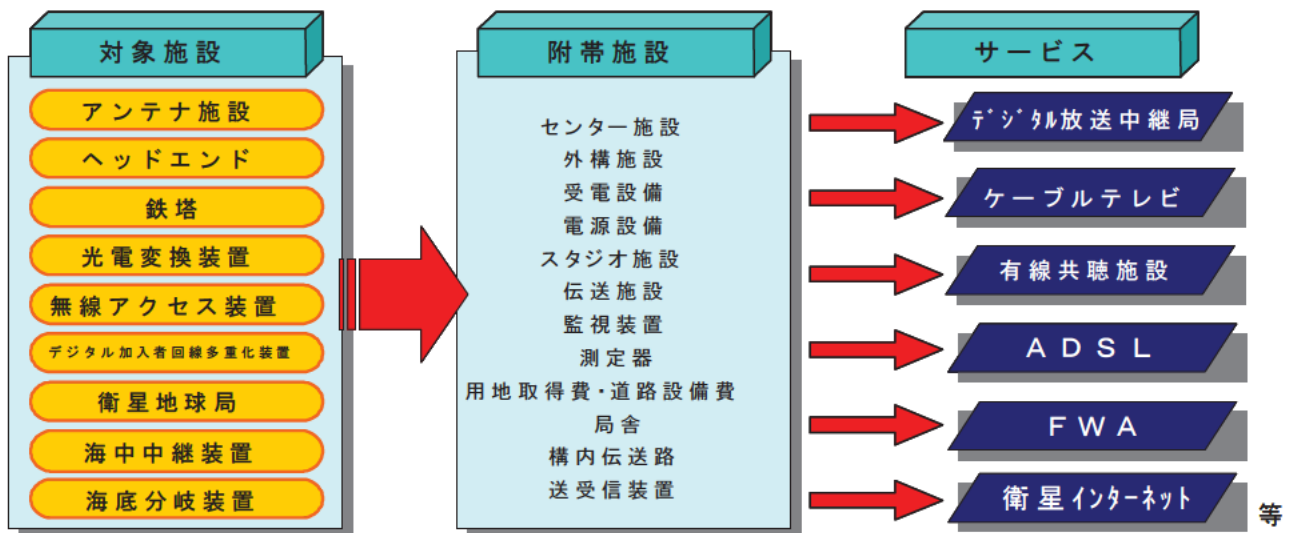 対象施設
アンテナ施設
ヘッドエンド
鉄塔
光電変換装置
無線アクセス装置
デジタル加入者回線多重化装置
衛星地球局
海中中継装置
海底分岐装置
附帯施設
センター施設
外構施設
受電設備
電源設備
スタジオ施設
伝送施設
監視装置
測定器
用地取得費・道路設備費
局舎
構内伝送路
送受信装置
サービス
ﾃﾞｼﾞﾀﾙ放送中継局
ケーブルテレビ
有線共聴施設
ＡＤＳＬ
ＦＷＡ
衛星ｲﾝﾀｰﾈｯﾄ
等